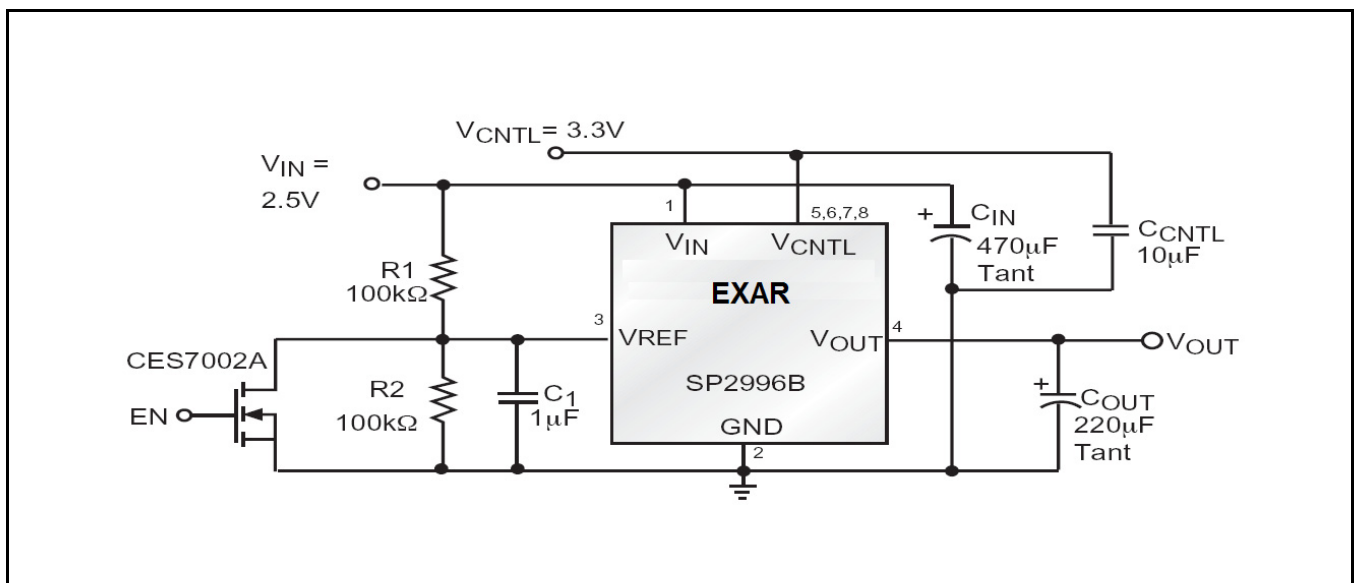 VCNTL= 3.3V
VIN =
2.5V
1
5,6,7,8
VIN
VCNTL
+
CIN
470µF
Tant
CCNTL
10µF
R1
100kΩ
EXAR
3
VREF
VOUT
4
VOUT
CES7002A
EN
R2
100kΩ
C1
1µF
SP2996B
GND
2
+
COUT
220µF
Tant